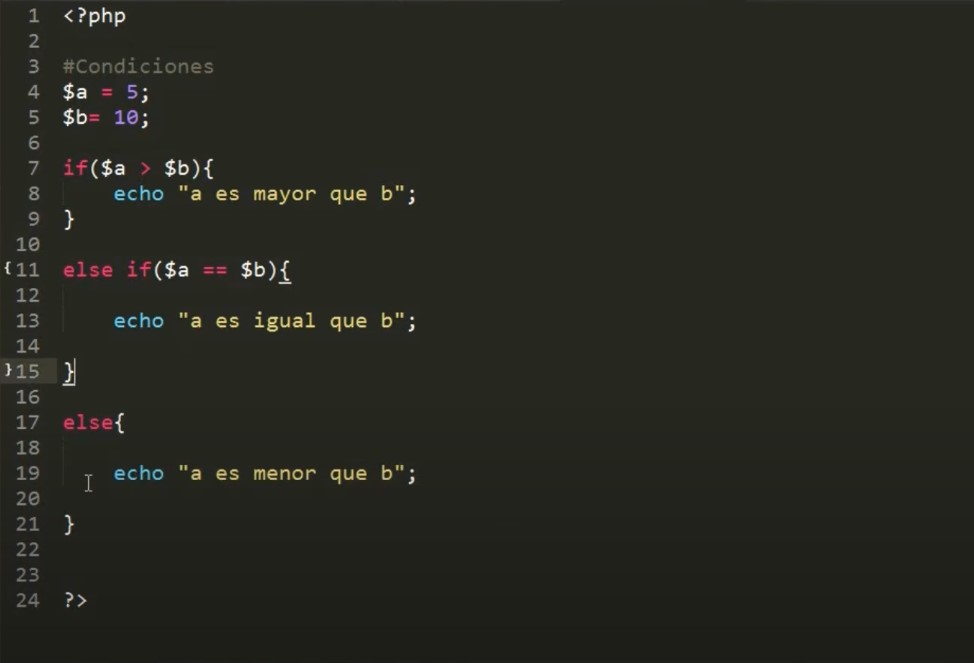 1 <?php
2
3 #Condiciones
4 $a = 5;
5 $b= 10;
6
7 if($a > $b){
8 echo "a es mayor que b";
9 }
10
{11 else if($a == $b){
12
13 echo "a es igual que b";
14
}15 }
16
17 else{
18
19 echo "a es menor que b";
20
21 }
22
23
24 ?>